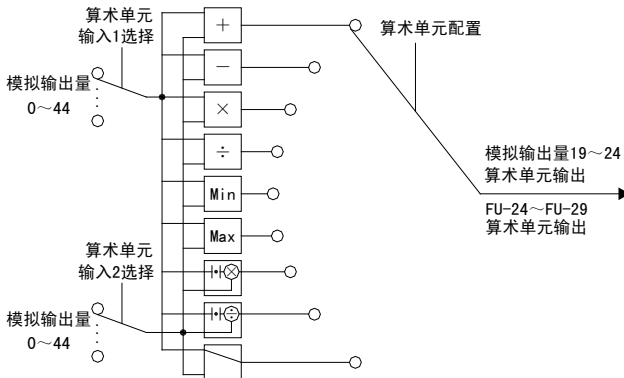 算术单元
输入1选择
模拟输出量
0～44
+
−
×
÷
Min
Max
|•| ×
|•| ÷
算术单元配置
模拟输出量19～24
算术单元输出
FU-24～FU-29
算术单元输出
算术单元
输入2选择
模拟输出量
0～44